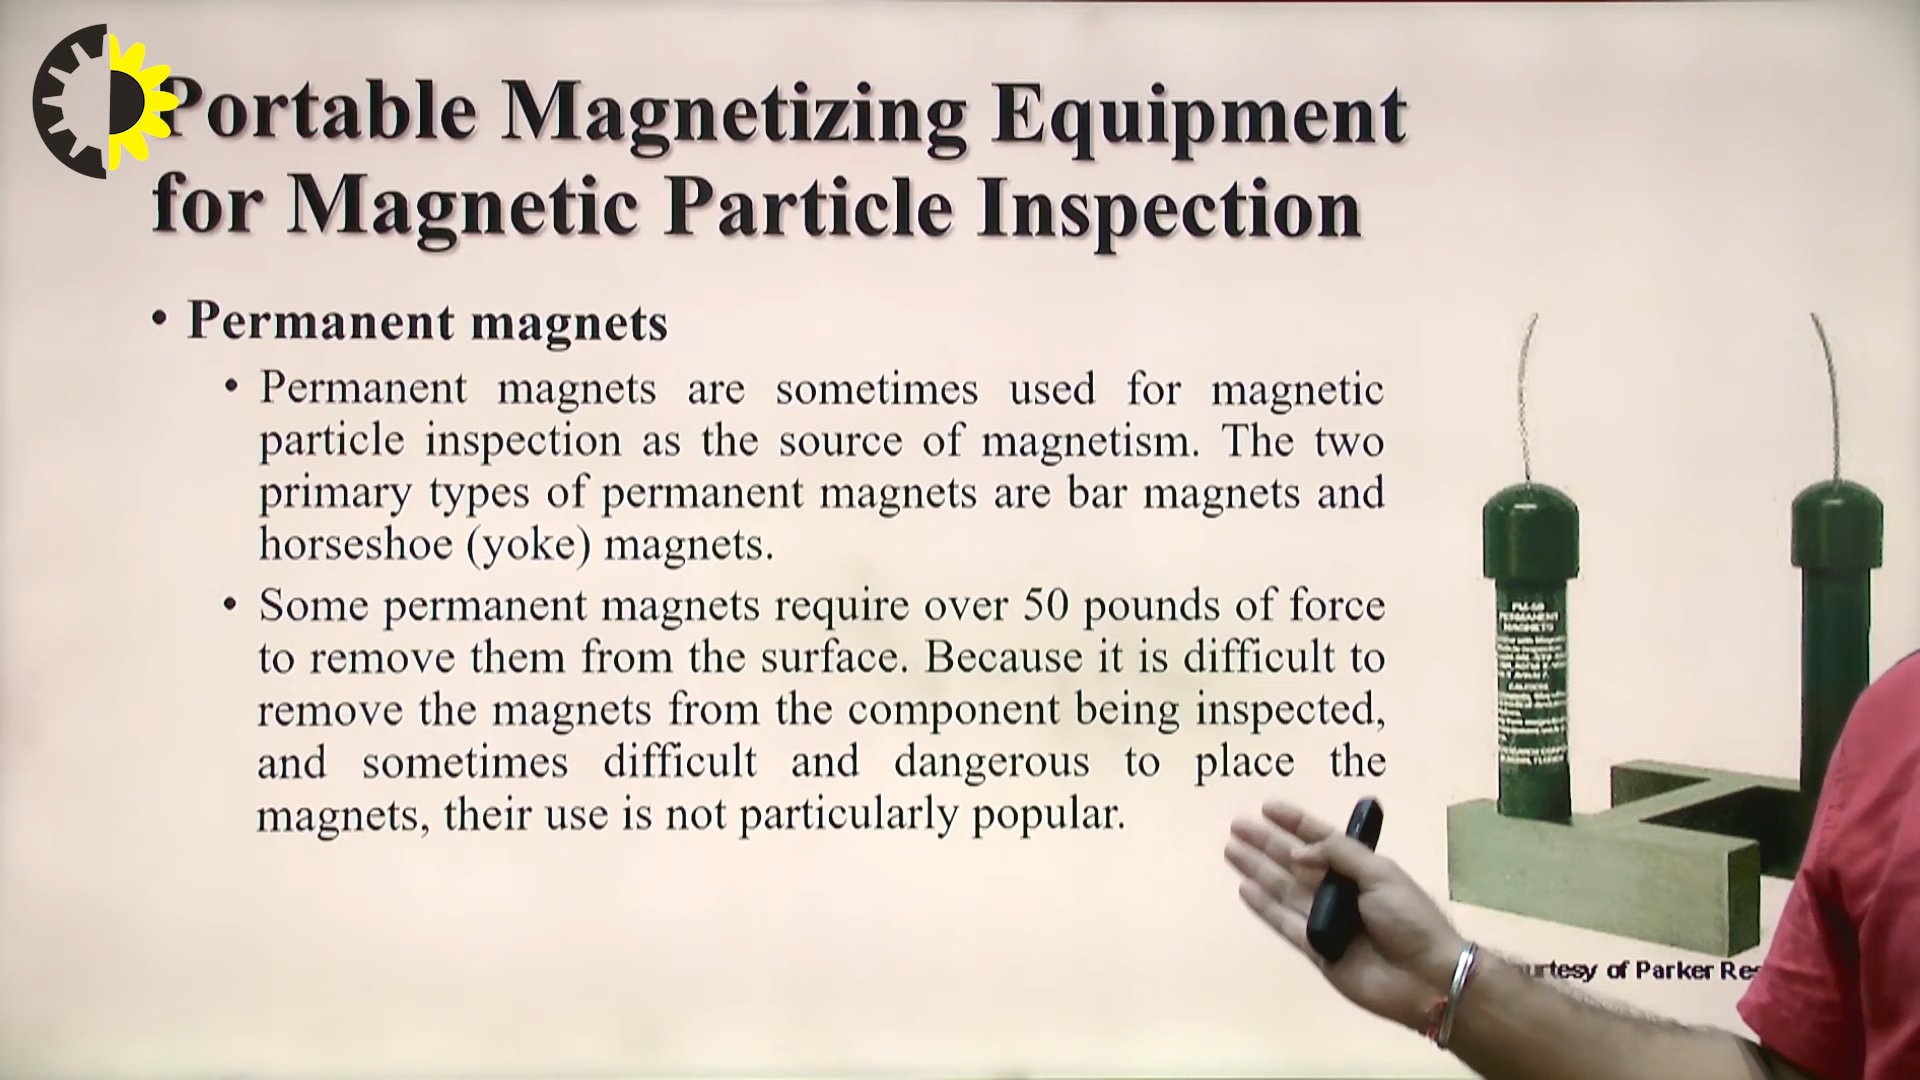 Portable Magnetizing Equipment
for Magnetic Particle Inspection
• Permanent magnets
• Permanent magnets are sometimes used for magnetic
particle inspection as the source of magnetism. The two
primary types of permanent magnets are bar magnets and
horseshoe (yoke) magnets.
• Some permanent magnets require over 50 pounds of force
to remove them from the surface. Because it is difficult to
remove the magnets from the component being inspected,
and sometimes difficult and dangerous to place the
magnets, their use is not particularly popular.
PERMANENT
MAGNETS
of Parker